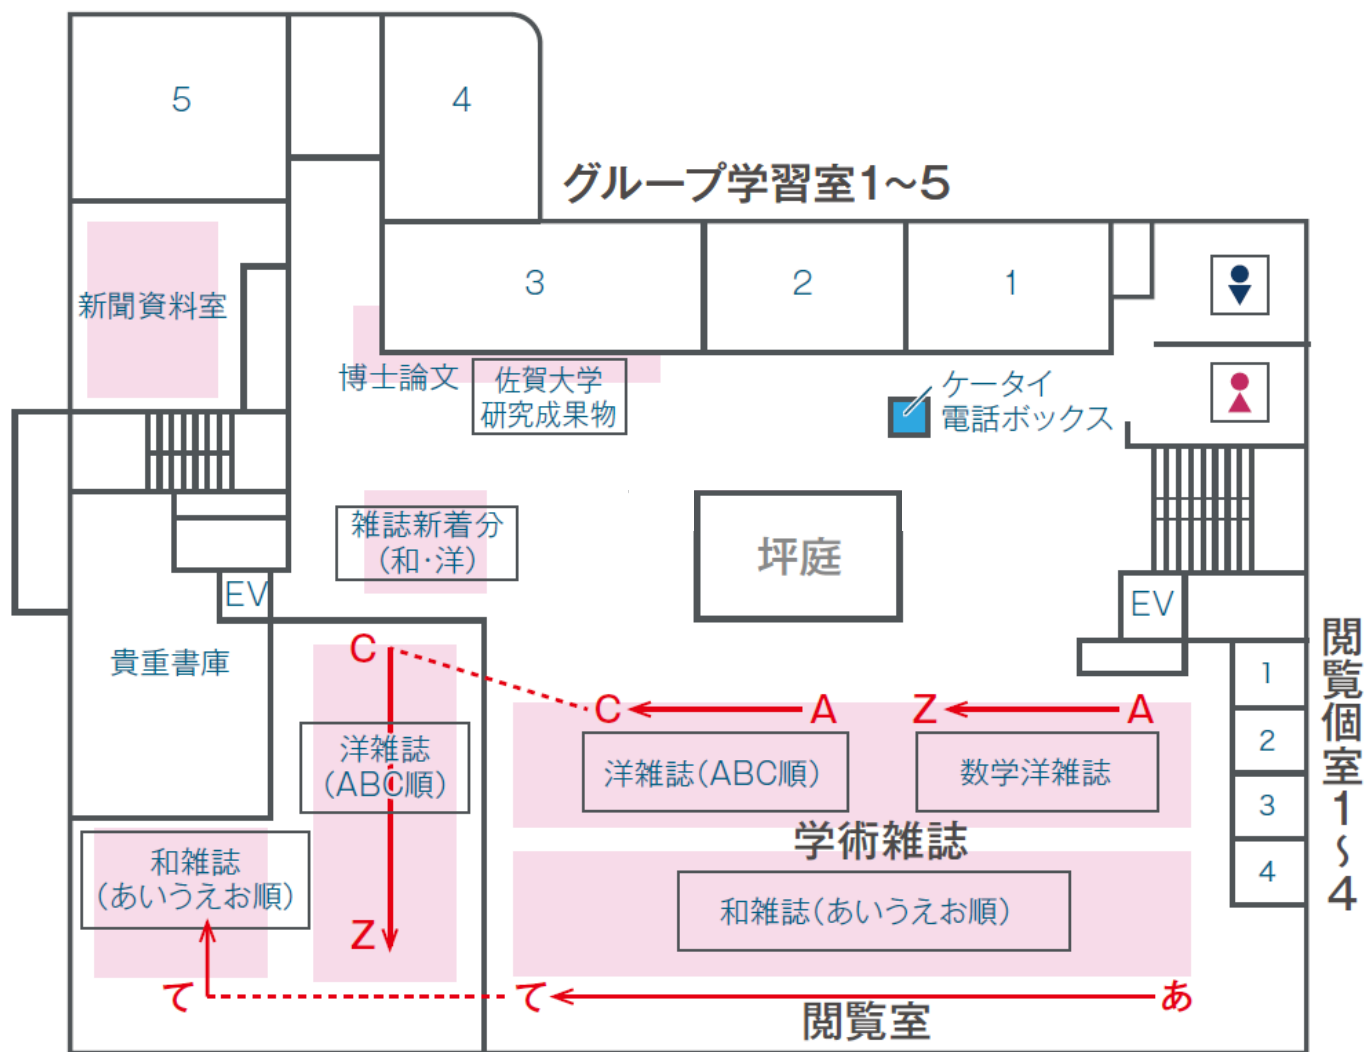 5
4
グループ学習室1~5
3
2
1
新聞資料室
博士論文
佐賀大学
研究成果物
ケータイ
電話ボックス
雑誌新着分
(和・洋)
坪庭
EV
EV
貴重書庫
閲覧個室1~4
1
2
3
4
C
C
A
Z
A
洋雑誌
(ABC順)
洋雑誌(ABC順)
数学洋雑誌
学術雑誌
和雑誌
(あいうえお順)
和雑誌(あいうえお順)
Z
て
て
あ
閲覧室